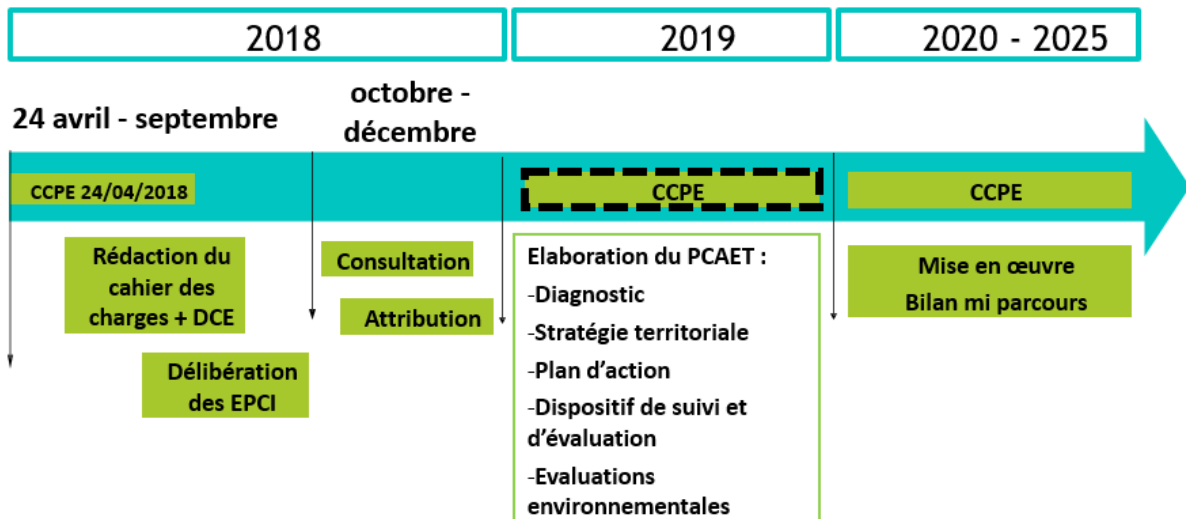 2018
2019
2020 - 2025
24 avril - septembre
octobre -
décembre
CCPE 24/04/2018
CCPE
CCPE
Rédaction du
cahier des
charges + DCE
Délibération
des EPCI
Consultation
Attribution
Elaboration du PCAET :
-Diagnostic
-Stratégie territoriale
-Plan d'action
-Dispositif de suivi et
d'évaluation
-Evaluations
environnementales
Mise en œuvre
Bilan mi parcours